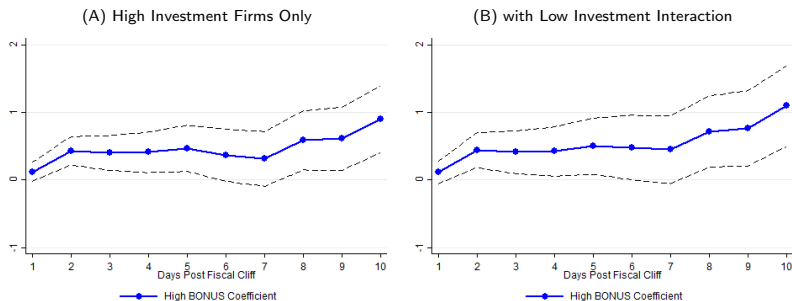 (A) High Investment Firms Only
2
1
0
-1
1 2 3 4 5 6 7 8 9 10
Days Post Fiscal Cliff
High BONUS Coefficient
(B) with Low Investment Interaction
2
1
0
-1
1 2 3 4 5 6 7 8 9 10
Days Post Fiscal Cliff
High BONUS Coefficient